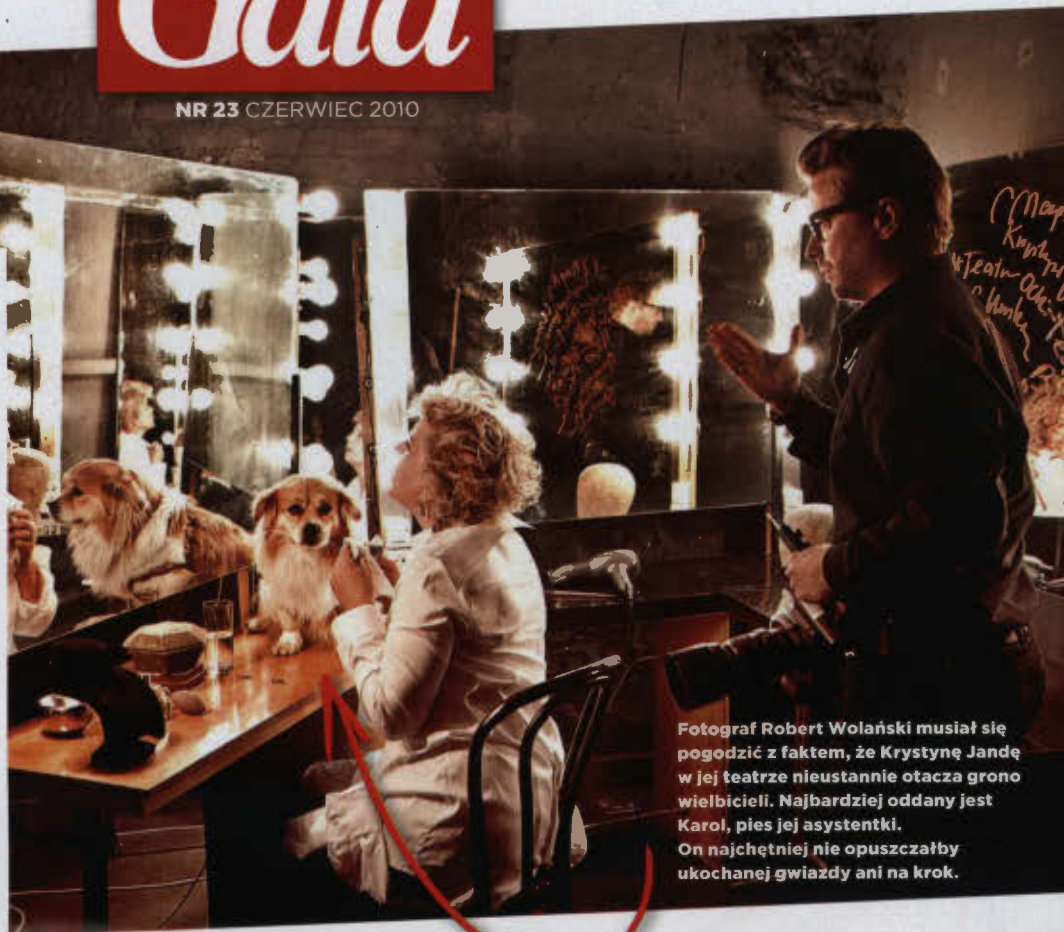 Gala
NR 23 CZERWIEC 2010
Fotograf Robert Wolański musiał się
pogodzić z faktem, że Krystynę Jandę
w jej teatrze nieustannie otacza grono
wielbicieli. Najbardziej oddany jest
Karol, pies jej asystentki.
On najchętniej nie opuszczałby
ukochanej gwiazdy ani na krok.